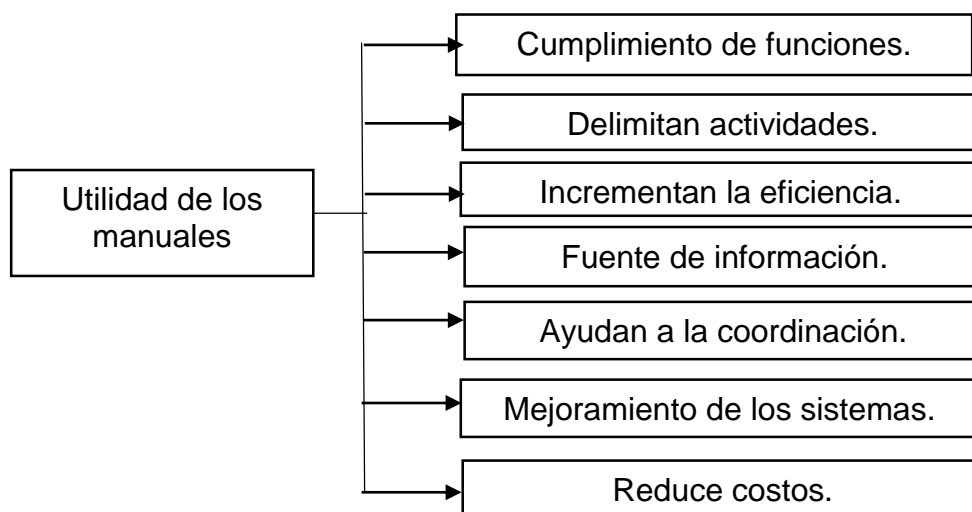 Cumplimiento de funciones.
Delimitan actividades.
Utilidad de los
manuales
Incrementan la eficiencia.
Fuente de información.
Ayudan a la coordinación.
Mejoramiento de los sistemas.
Reduce costos.